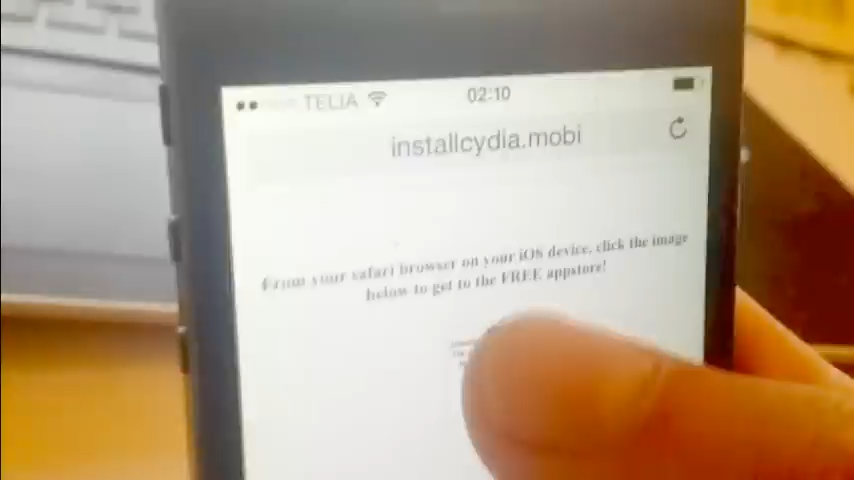 TELIA 02:10
installcydia.mobi
From your safari browser on your iOS device, click the image
below to get to the FREE appstore!